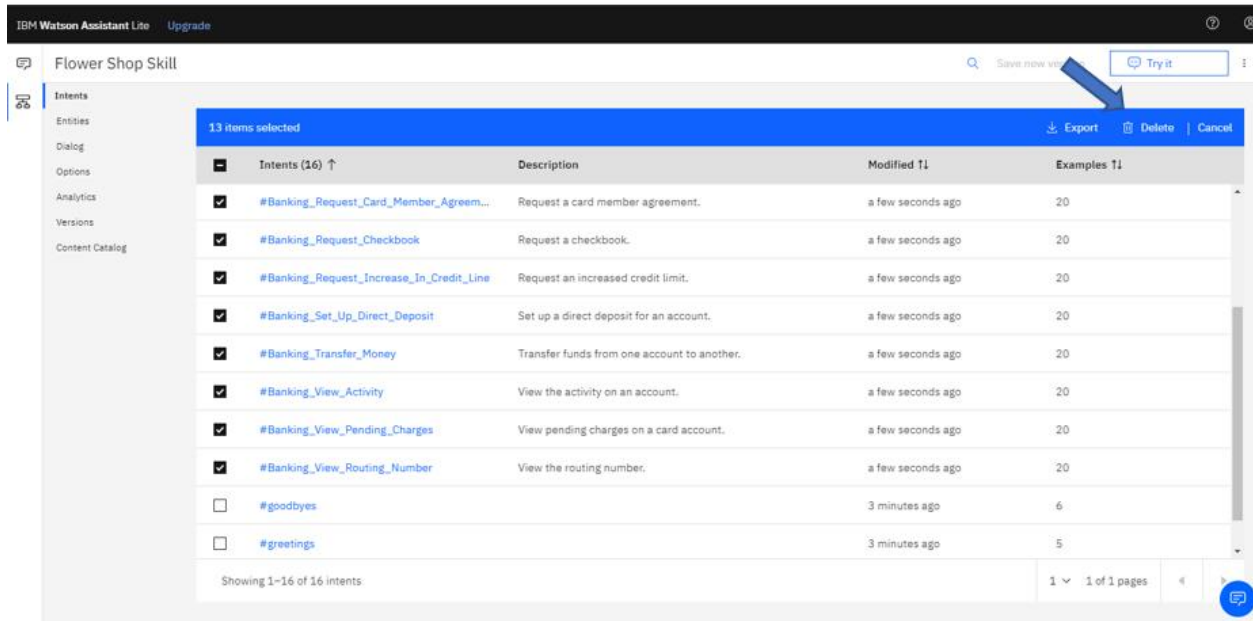 IBM Watson Assistant Lite Upgrade
Flower Shop Skill
Save new Try it
Intents
Entities
Dialog
Options
Analytics
Versions
Content Catalog
13 items selected Export Delete | Cancel
Intents (16) ↑ Description Modified ↑↓ Examples ↑↓
#Banking_Request_Card_Member_Agreem... Request a card member agreement. a few seconds ago 20
#Banking_Request_Checkbook Request a checkbook. a few seconds ago 20
#Banking_Request_Increase_In_Credit_Line Request an increased credit limit. a few seconds ago 20
#Banking_Set_Up_Direct_Deposit Set up a direct deposit for an account. a few seconds ago 20
#Banking_Transfer_Money Transfer funds from one account to another. a few seconds ago 20
#Banking_View_Activity View the activity on an account. a few seconds ago 20
#Banking_View_Pending_Charges View pending charges on a card account. a few seconds ago 20
#Banking_View_Routing_Number View the routing number. a few seconds ago 20
#goodbyes 3 minutes ago 6
#greetings 3 minutes ago 5
Showing 1–16 of 16 intents 1 1 of 1 pages